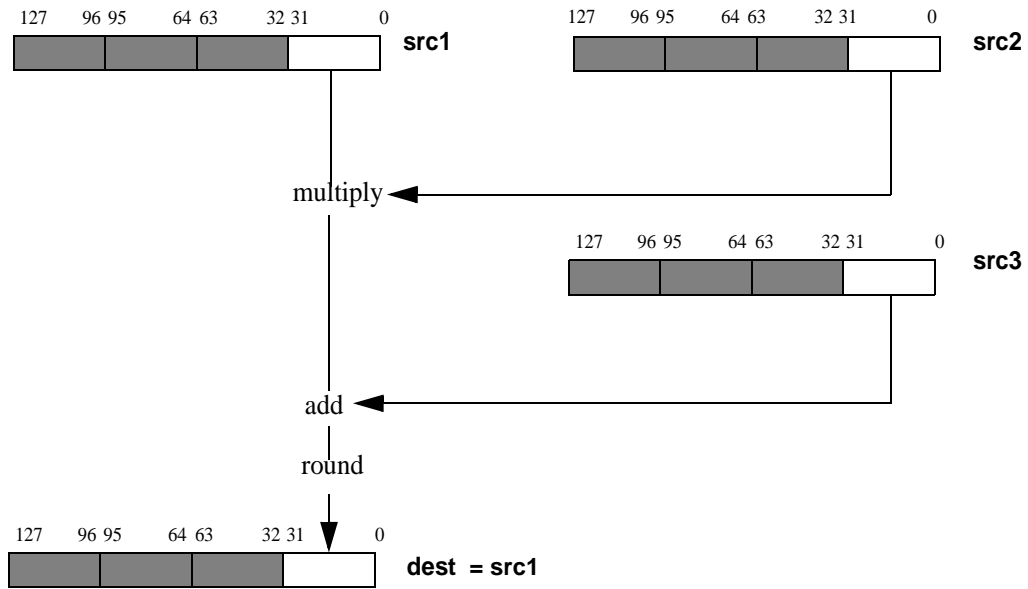 127 96 95 64 63 32 31 0
src1
127 96 95 64 63 32 31 0
src2
multiply
127 96 95 64 63 32 31 0
src3
add
round
127 96 95 64 63 32 31 0
dest = src1